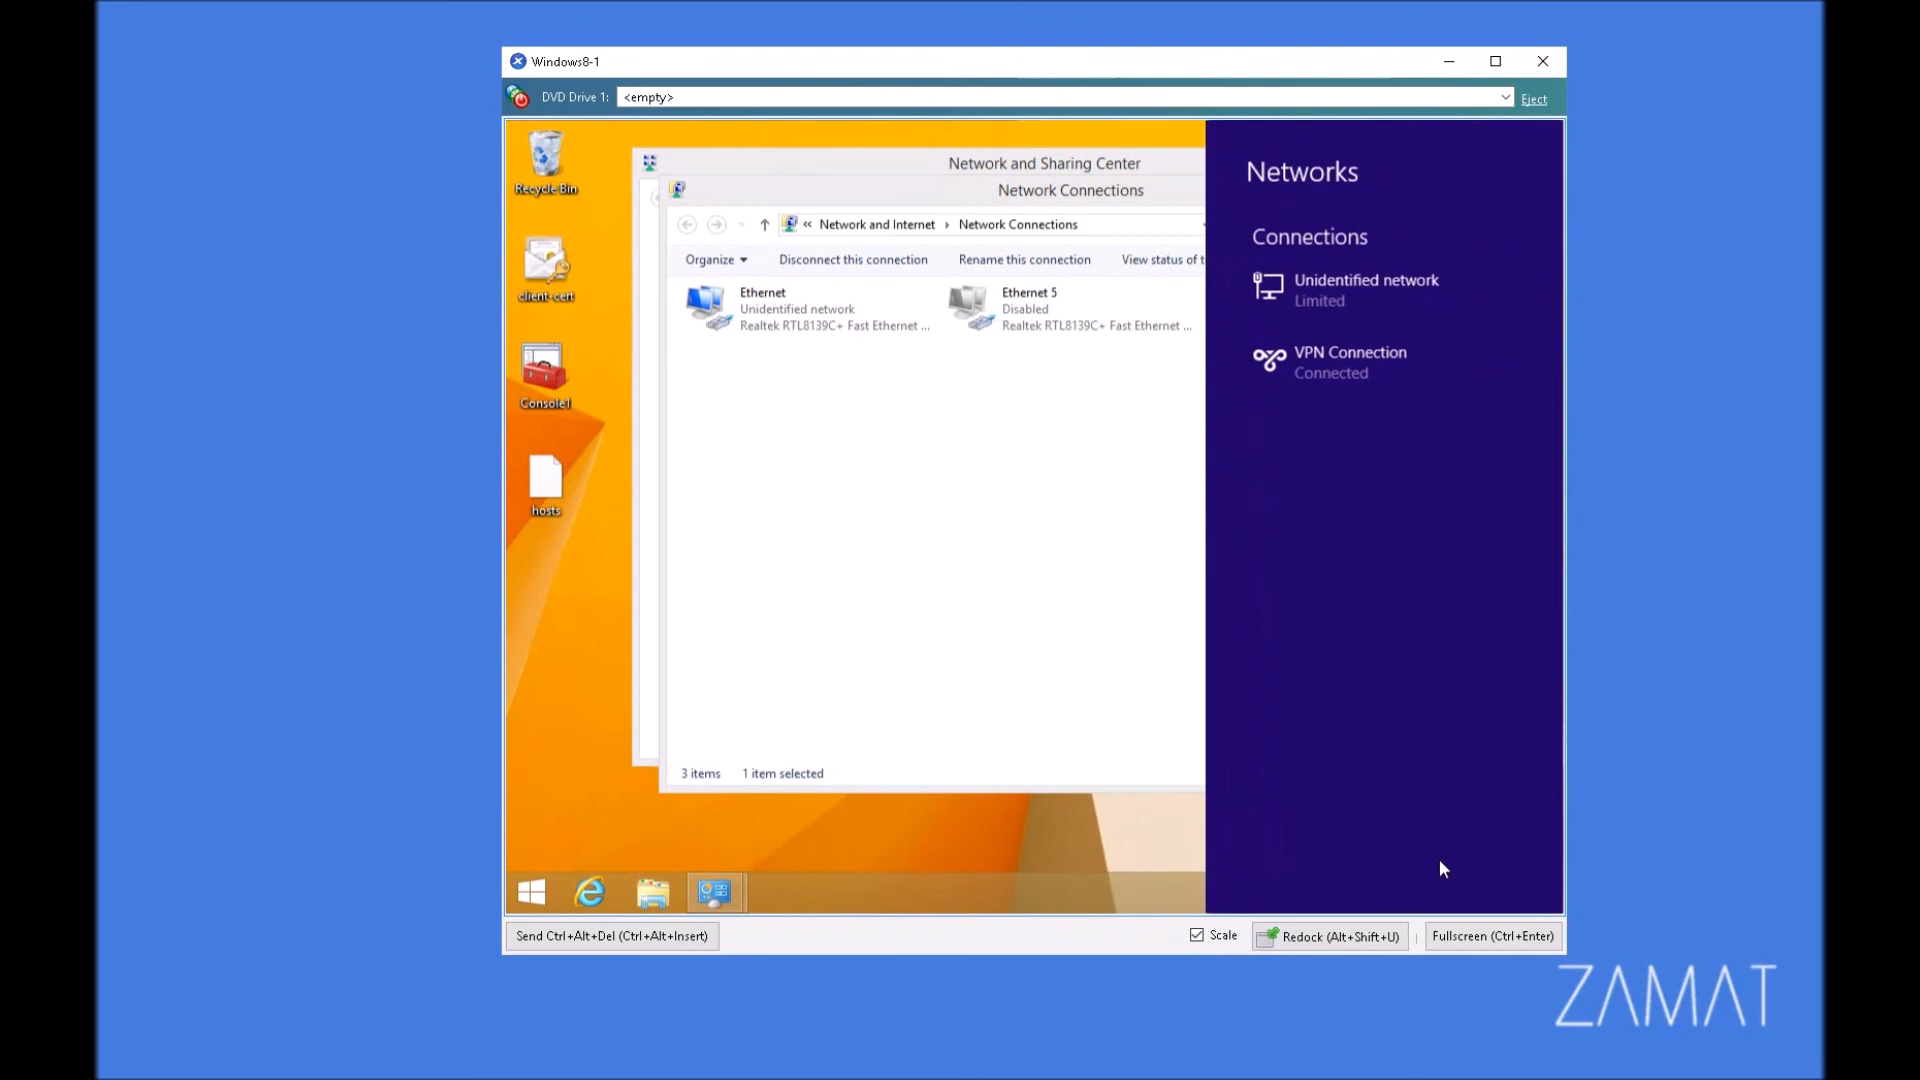 Windows8-1
DVD Drive 1:
<empty>
Eject
Recycle Bin
client-cert
Console1
hosts
Network and Sharing Center
Network Connections
« Network and Internet
Network Connections
Organize
Disconnect this connection
Rename this connection
View status of t
Ethernet
Unidentified network
Realtek RTL8139C+ Fast Ethernet ...
Ethernet 5
Disabled
Realtek RTL8139C+ Fast Ethernet ...
3 items
1 item selected
Networks
Connections
Unidentified network
Limited
VPN Connection
Connected
Send Ctrl+Alt+Del (Ctrl+Alt+Insert)
Scale
Redock (Alt+Shift+U)
Fullscreen (Ctrl+Enter)
ZAMAT